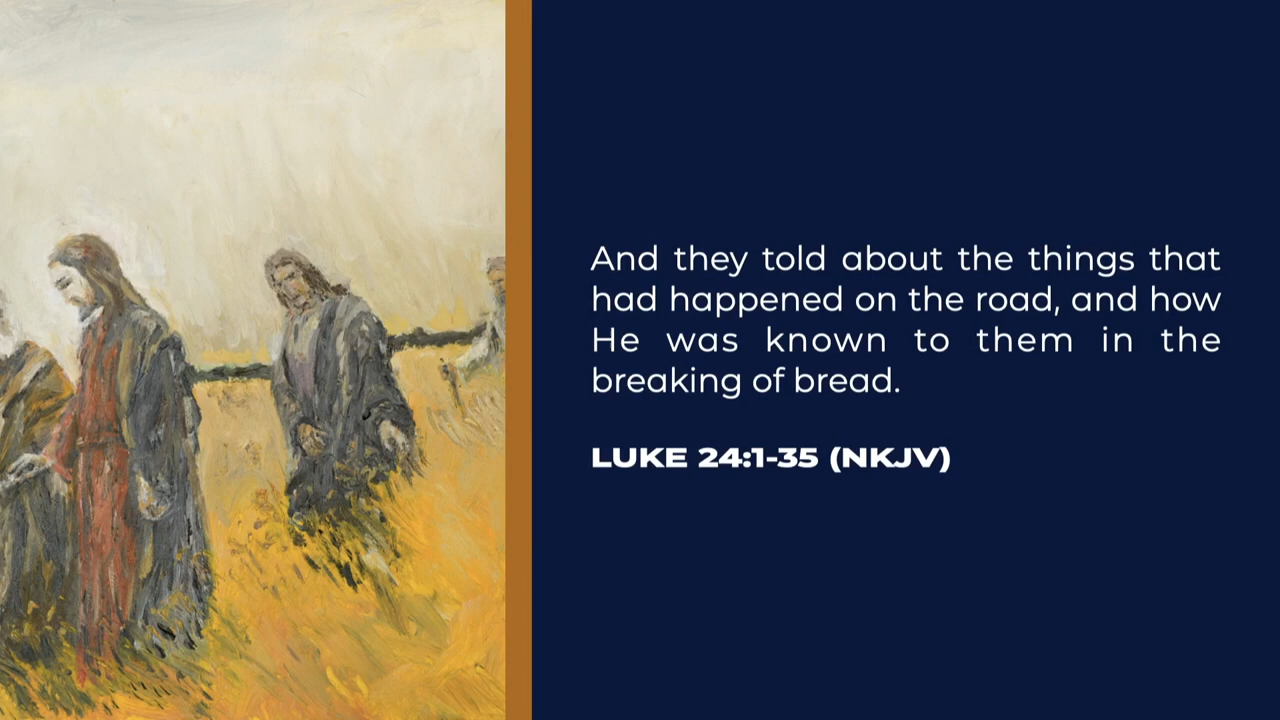 And they told about the things that
had happened on the road, and how
He was known to them in the
breaking of bread.
LUKE 24:1-35 (NKJV)